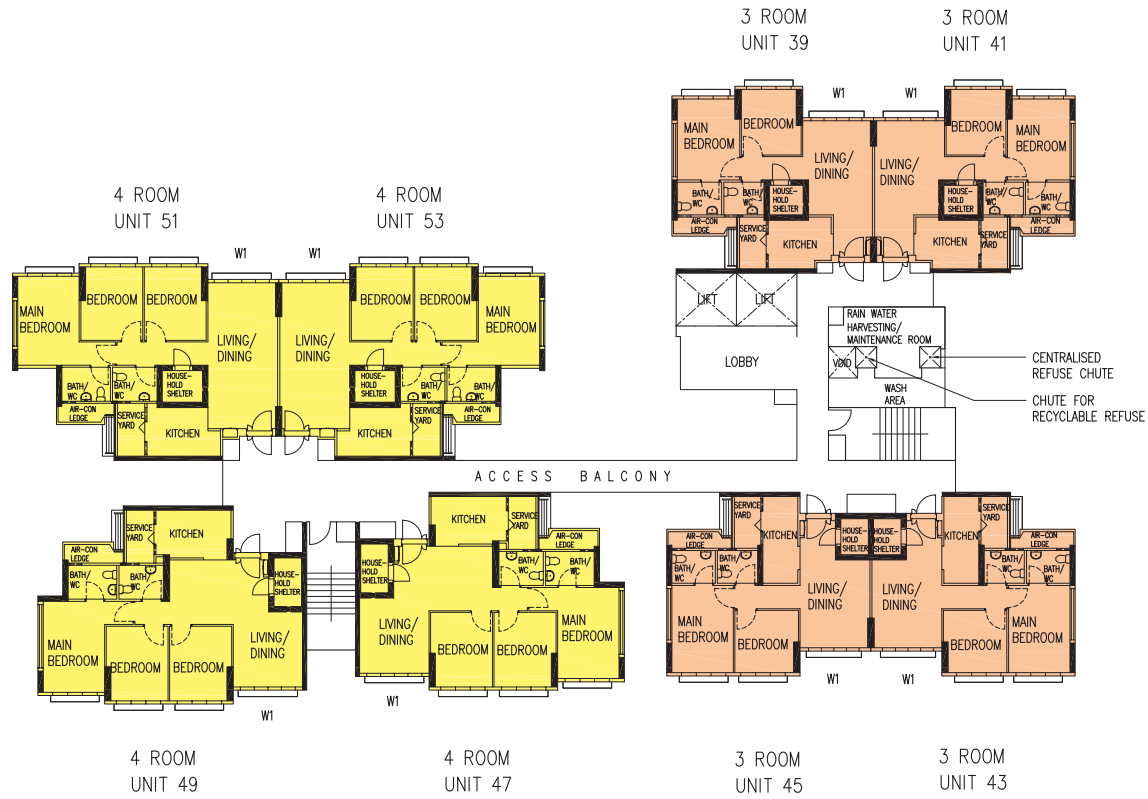 3 ROOM
UNIT 39
3 ROOM
UNIT 41
W1
W1
MAIN
BEDROOM
BEDROOM
LIVING/
DINING
BATH/
WC
BATH/
WC
HOUSE-
HOLD
SHELTER
AIR-CON
LEDGE
SERVICE
YARD
KITCHEN
LIVING/
DINING
BEDROOM
MAIN
BEDROOM
HOUSE-
HOLD
SHELTER
BATH/
WC
BATH/
WC
KITCHEN
SERVICE
YARD
AIR-CON
LEDGE
4 ROOM
UNIT 51
4 ROOM
UNIT 53
W1
W1
MAIN
BEDROOM
BEDROOM
BEDROOM
LIVING/
DINING
BATH/
WC
BATH/
WC
HOUSE-
HOLD
SHELTER
AIR-CON
LEDGE
SERVICE
YARD
KITCHEN
LIVING/
DINING
BEDROOM
BEDROOM
MAIN
BEDROOM
HOUSE-
HOLD
SHELTER
BATH/
WC
BATH/
WC
KITCHEN
SERVICE
YARD
AIR-CON
LEDGE
LIFT
LIFT
LOBBY
RAIN WATER
HARVESTING/
MAINTENANCE ROOM
VOID
WASH
AREA
CENTRALISED
REFUSE CHUTE
CHUTE FOR
RECYCLABLE REFUSE
ACCESS BALCONY
SERVICE
YARD
KITCHEN
AIR-CON
LEDGE
BATH/
WC
BATH/
WC
HOUSE-
HOLD
SHELTER
MAIN
BEDROOM
BEDROOM
BEDROOM
LIVING/
DINING
W1
4 ROOM
UNIT 49
KITCHEN
SERVICE
YARD
AIR-CON
LEDGE
HOUSE-
HOLD
SHELTER
BATH/
WC
BATH/
WC
LIVING/
DINING
BEDROOM
BEDROOM
MAIN
BEDROOM
W1
4 ROOM
UNIT 47
SERVICE
YARD
KITCHEN
AIR-CON
LEDGE
BATH/
WC
BATH/
WC
HOUSE-
HOLD
SHELTER
MAIN
BEDROOM
BEDROOM
LIVING/
DINING
W1
3 ROOM
UNIT 45
HOUSE-
HOLD
SHELTER
KITCHEN
SERVICE
YARD
AIR-CON
LEDGE
BATH/
WC
BATH/
WC
LIVING/
DINING
BEDROOM
MAIN
BEDROOM
W1
3 ROOM
UNIT 43